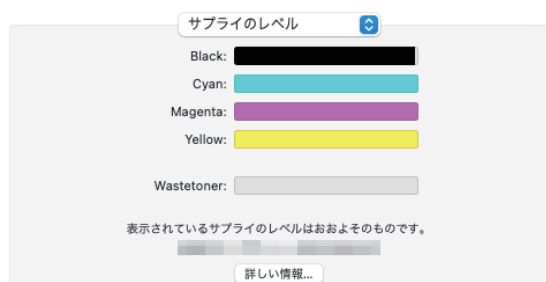 サプライのレベル
Black:
Cyan:
Magenta:
Yellow:
Wastetoner:
表示されているサプライのレベルはおおよそのものです。
詳しい情報...